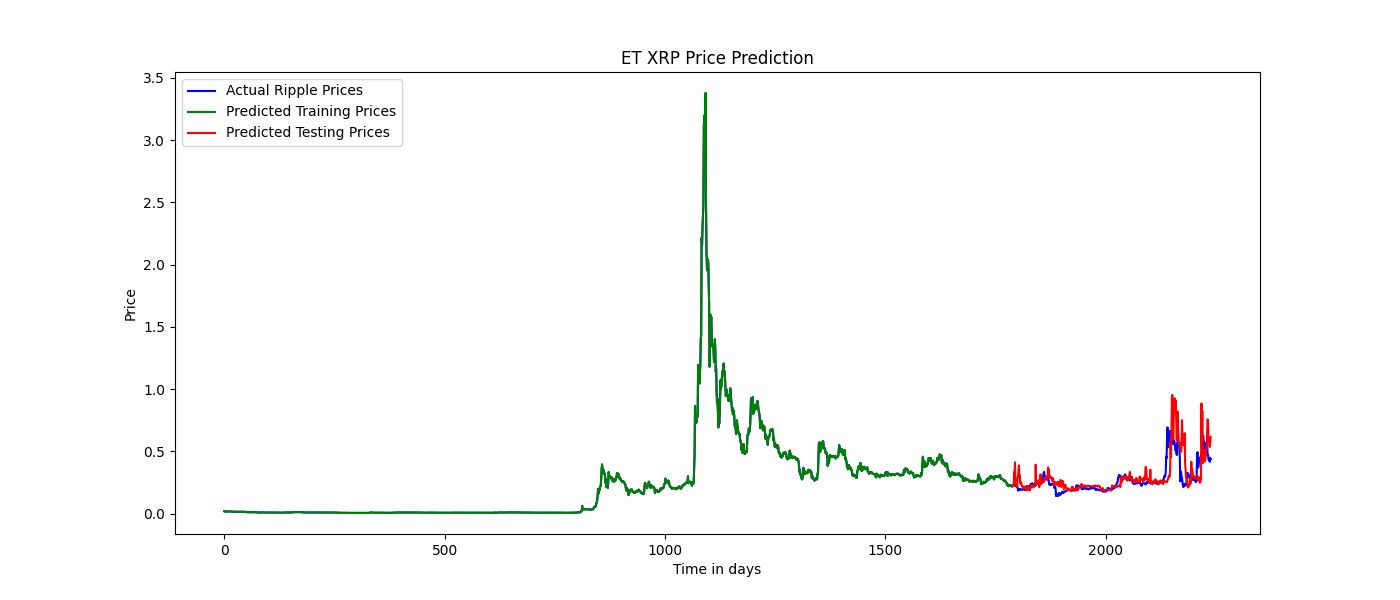 ET XRP Price Prediction
Actual Ripple Prices
Predicted Training Prices
Predicted Testing Prices
3.5
3.0
2.5
2.0
1.5
1.0
0.5
0.0
Price
0 500 1000 1500 2000
Time in days